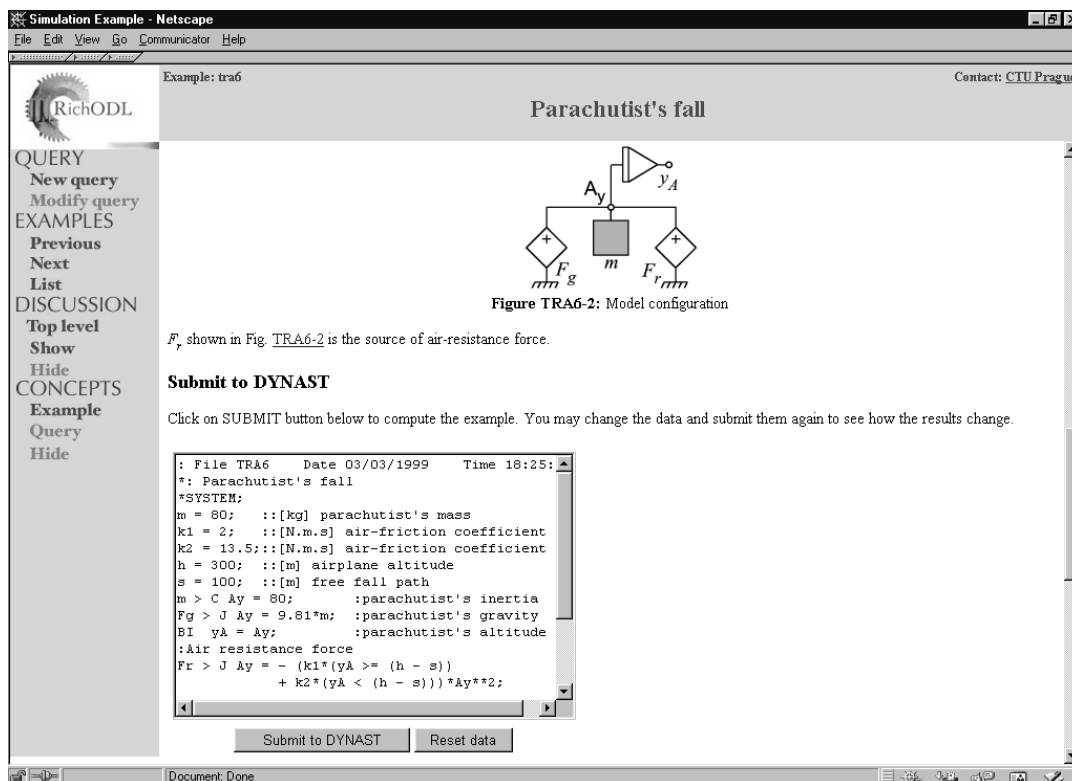 Simulation Example - Netscape
File Edit View Go Communicator Help
RichODL
Example: tra6
Contact: CTU Prague
Parachutist's fall
QUERY
New query
Modify query
EXAMPLES
Previous
Next
List
DISCUSSION
Top level
Show
Hide
CONCEPTS
Example
Query
Hide
yA
Ay
+
+
Fg
m
Fr
Figure TRA6-2: Model configuration
Fr shown in Fig. TRA6-2 is the source of air-resistance force.
Submit to DYNAST
Click on SUBMIT button below to compute the example. You may change the data and submit them again to see how the results change.
: File TRA6 Date 03/03/1999 Time 18:25:
*: Parachutist's fall
*SYSTEM;
m = 80; ::[kg] parachutist's mass
k1 = 2; ::[N.m.s] air-friction coefficient
k2 = 13.5;::[N.m.s] air-friction coefficient
h = 300; ::[m] airplane altitude
s = 100; ::[m] free fall path
m > C Ay = 80; :parachutist's inertia
Fg > J Ay = 9.81*m; :parachutist's gravity
BI yA = Ay; :parachutist's altitude
:Air resistance force
Fr > J Ay = - (k1*(yA >= (h - s))
+ k2*(yA < (h - s)))*Ay**2;
Submit to DYNAST
Reset data
Document: Done